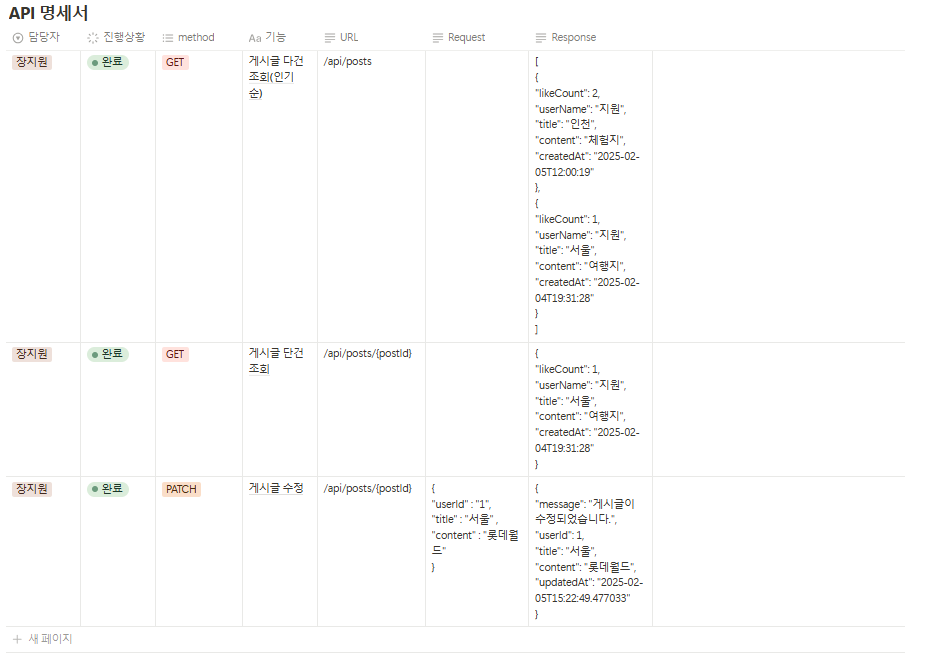 API 명세서
담당자 진행상황 method Aa 기능 URL Request Response
장지원 완료 GET 게시글 다건 /api/posts [
조회(인기 {
순) "likeCount": 2,
"userName": "지원",
"title": "인천",
"content": "체험지",
"createdAt": "2025-02-
05T12:00:19"
},
{
"likeCount": 1,
"userName": "지원",
"title": "서울",
"content": "여행지",
"createdAt": "2025-02-
04T19:31:28"
}
]
장지원 완료 GET 게시글 단건 /api/posts/{postId} {
조회 "likeCount": 1,
"userName": "지원",
"title": "서울",
"content": "여행지",
"createdAt": "2025-02-
04T19:31:28"
}
장지원 완료 PATCH 게시글 수정 /api/posts/{postId} { {
"userId" : "1", "message": "게시글이
"title" : "서울" , 수정되었습니다.",
"content" : "롯데월 "userId": 1,
드" "title": "서울",
} "content": "롯데월드",
"updatedAt": "2025-02-
05T15:22:49.477033"
}
+ 새 페이지